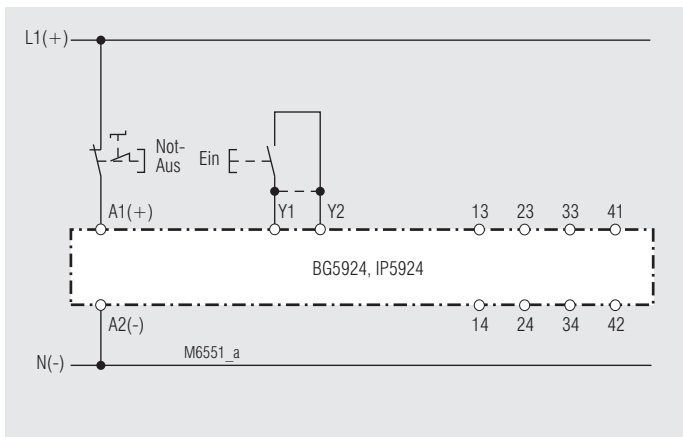 L1(+)
Not-
Aus
Ein
A1(+)
Y1
Y2
13
23
33
41
BG5924, IP5924
A2(-)
14
24
34
42
M6551_a
N(-)